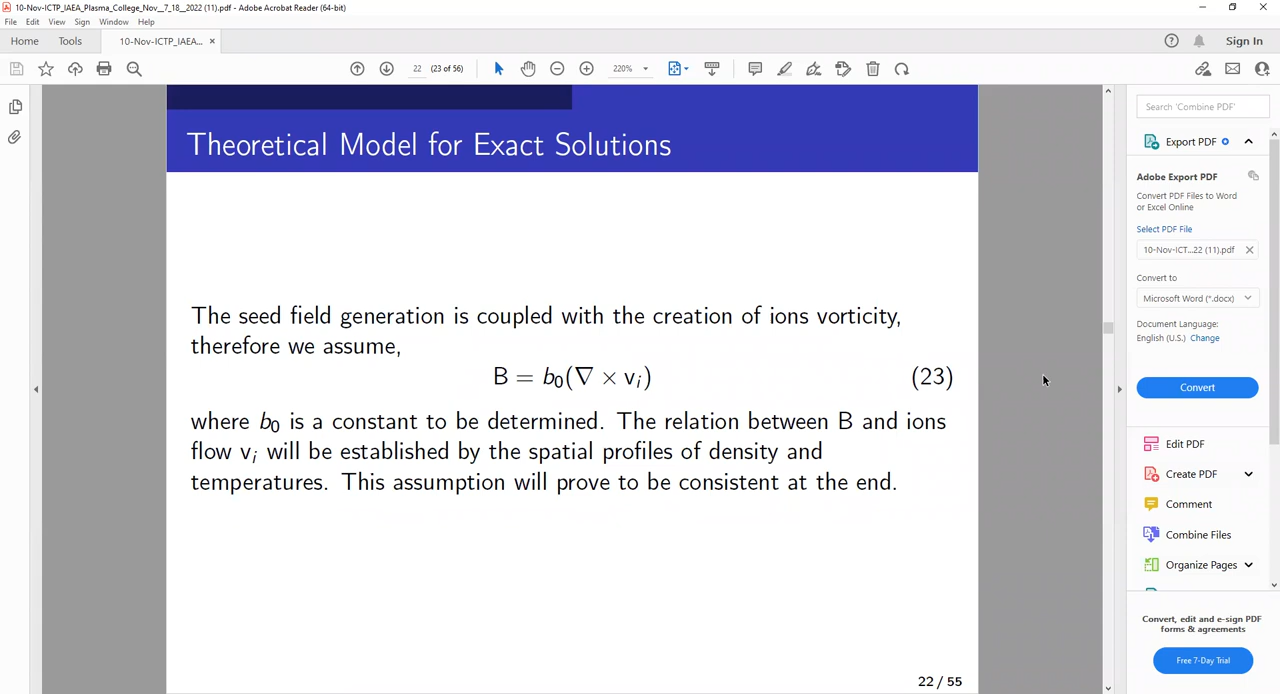 10-Nov-ICTP_IAEA_Plasma_College_Nov__7_18__2022 (11).pdf - Adobe Acrobat Reader (64-bit)
File Edit View Sign Window Help
Home Tools 10-Nov-ICTP_IAEA... × Sign In
22 (23 of 56) 220%
Search 'Combine PDF'
Export PDF
Adobe Export PDF
Convert PDF Files to Word
or Excel Online
Select PDF File
10-Nov-ICT...22 (11).pdf
Convert to
Microsoft Word (*.docx)
Document Language:
English (U.S.) Change
Convert
Edit PDF
Create PDF
Comment
Combine Files
Organize Pages
Convert, edit and e-sign PDF
forms & agreements
Free 7-Day Trial
Theoretical Model for Exact Solutions
The seed field generation is coupled with the creation of ions vorticity,
therefore we assume,
B = b₀(∇ × vᵢ) (23)
where b₀ is a constant to be determined. The relation between B and ions
flow vᵢ will be established by the spatial profiles of density and
temperatures. This assumption will prove to be consistent at the end.
22 / 55